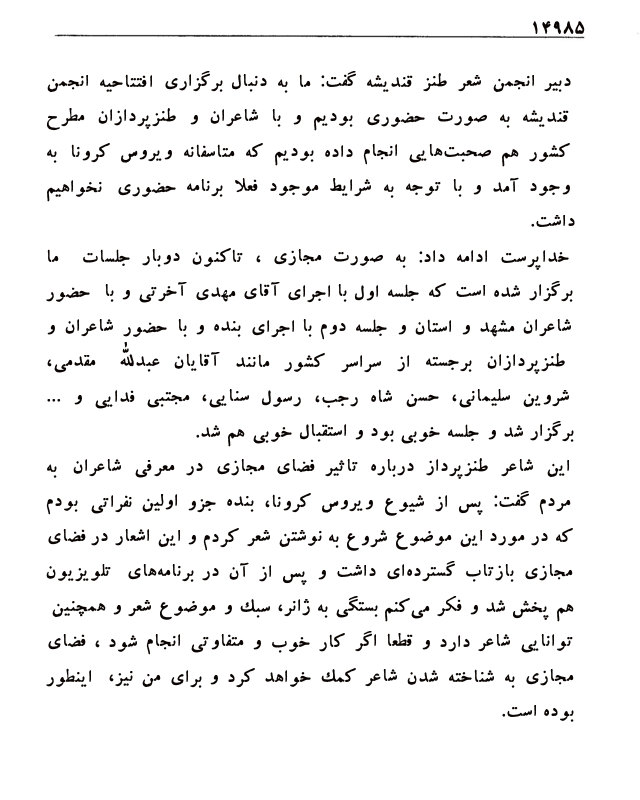 ۱۴۹۸۵
دبیر انجمن شعر طنز قندیشه گفت: ما به دنبال برگزاری افتتاحیه انجمن
قندیشه به صورت حضوری بودیم و با شاعران و طنزپردازان مطرح
کشور هم صحبت‌هایی انجام داده بودیم که متاسفانه ویروس کرونا به
وجود آمد و با توجه به شرایط موجود فعلا برنامه حضوری نخواهیم
داشت.
خداپرست ادامه داد: به صورت مجازی ، تاکنون دوبار جلسات ما
برگزار شده است که جلسه اول با اجرای آقای مهدی آخرتی و با حضور
شاعران مشهد و استان و جلسه دوم با اجرای بنده و با حضور شاعران و
طنزپردازان برجسته از سراسر کشور مانند آقایان عبدلله مقدمی،
شروین سلیمانی، حسن شاه رجب، رسول سنایی، مجتبی فدایی و ...
برگزار شد و جلسه خوبی بود و استقبال خوبی هم شد.
این شاعر طنزپرداز درباره تاثیر فضای مجازی در معرفی شاعران به
مردم گفت: پس از شیوع ویروس کرونا، بنده جزو اولین نفراتی بودم
که در مورد این موضوع شروع به نوشتن شعر کردم و این اشعار در فضای
مجازی بازتاب گسترده‌ای داشت و پس از آن در برنامه‌های تلویزیون
هم پخش شد و فکر می‌کنم بستگی به ژانر، سبك و موضوع شعر و همچنین
توانایی شاعر دارد و قطعا اگر کار خوب و متفاوتی انجام شود ، فضای
مجازی به شناخته شدن شاعر کمك خواهد کرد و برای من نیز، اینطور
بوده است.